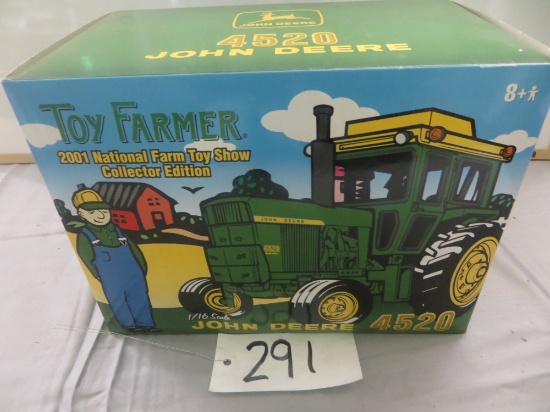 JOHN DEERE
4520
JOHN DEERE
8+
TOY FARMER®
2001 National Farm Toy Show
Collector Edition
JOHN DEERE
4520
1/16 Scale
JOHN DEERE 4520
291